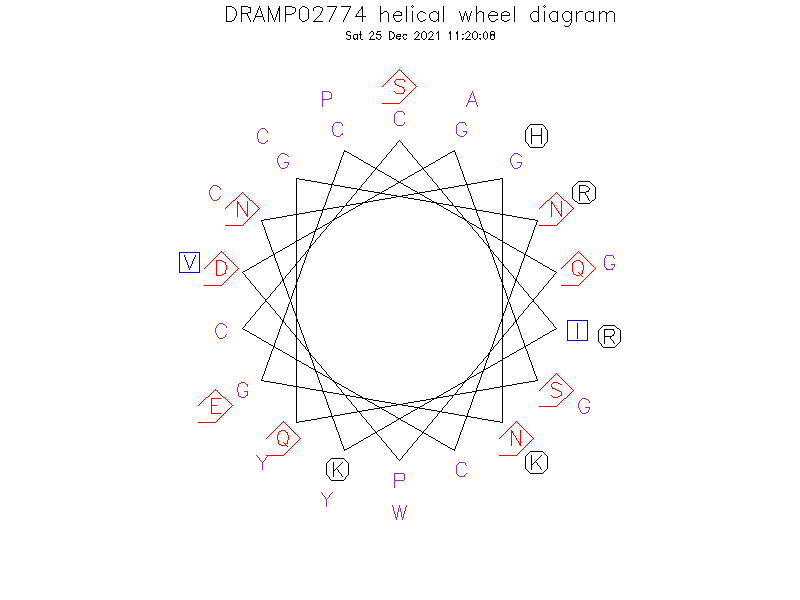 DRAMP02774 helical wheel diagram
Sat 25 Dec 2021 11:20:08
P S A
C C G
C H
G G
C N N R
V D Q G
C I R
G S
E G
Q N
Y K C K
P
Y W